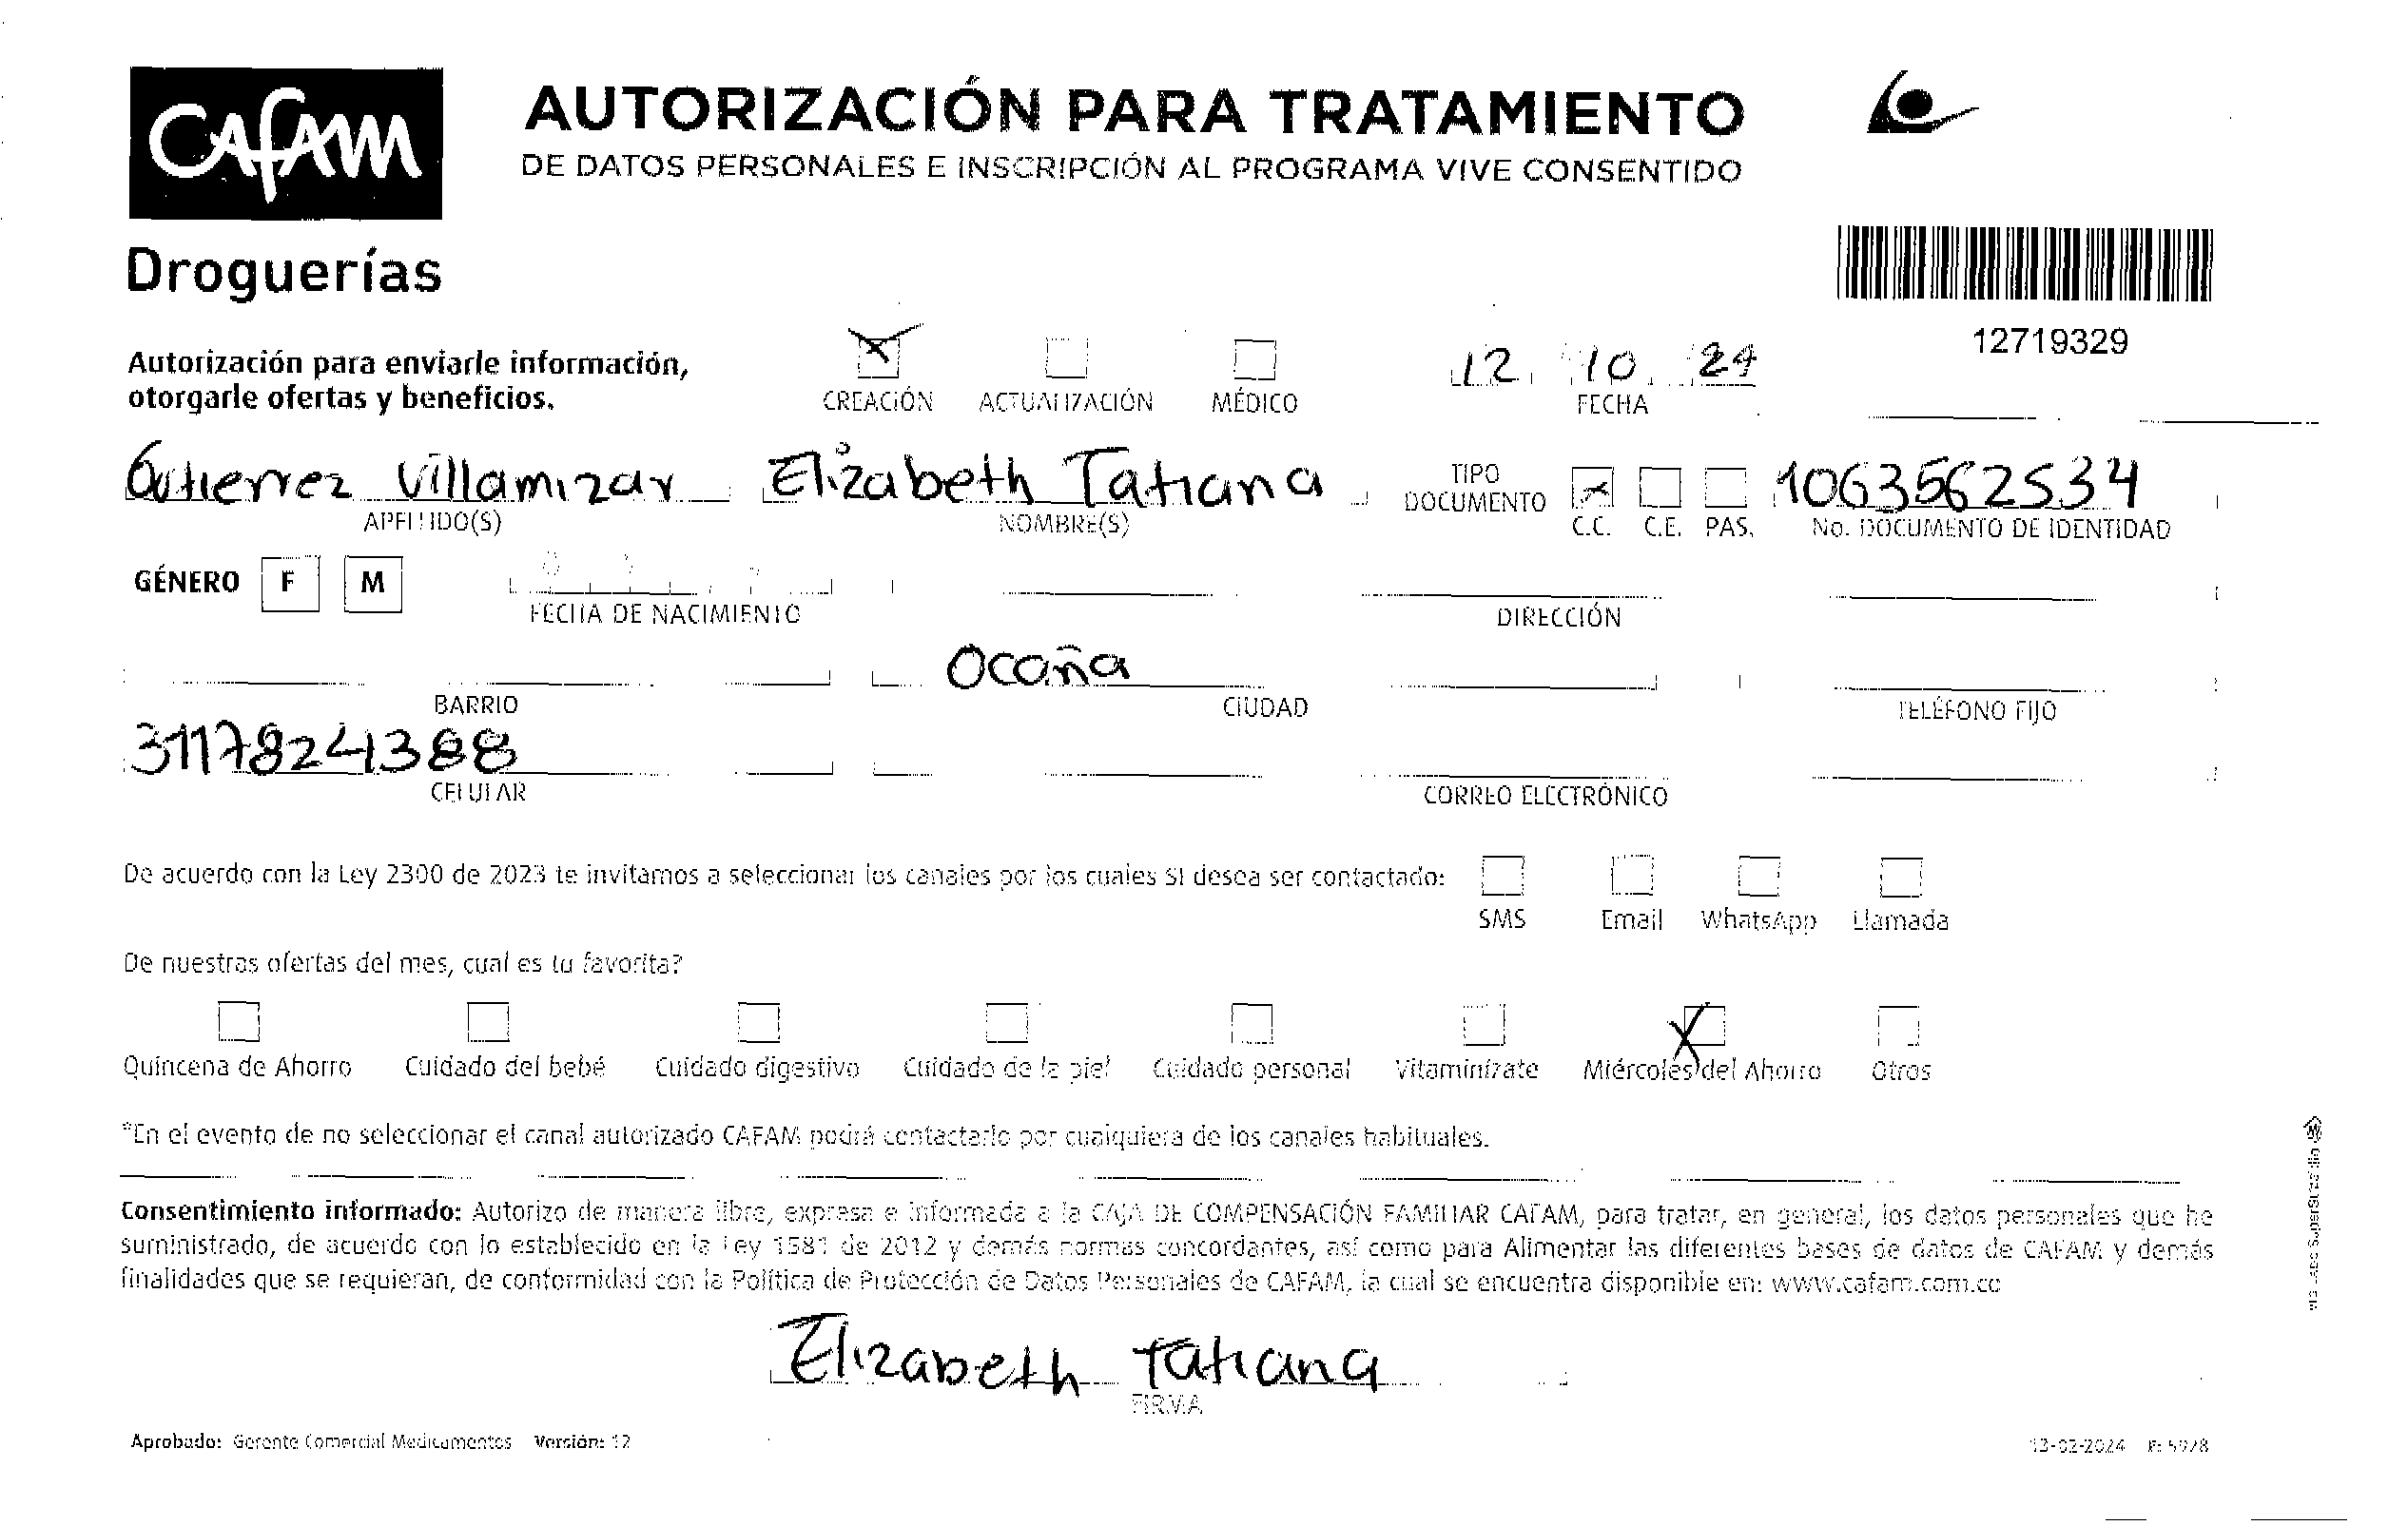 CAFAM
Droguerías
AUTORIZACIÓN PARA TRATAMIENTO
DE DATOS PERSONALES E INSCRIPCIÓN AL PROGRAMA VIVE CONSENTIDO
12719329
Autorización para enviarle información,
otorgarle ofertas y beneficios.
CREACIÓN ACTUALIZACIÓN MÉDICO
12 10 24
FECHA
Gutierrez Villamizar Elizabeth Tatiana
TIPO DOCUMENTO 1063562534
APELLIDO(S) NOMBRE(S) C.C. C.E. PAS. No. DOCUMENTO DE IDENTIDAD
GÉNERO F M
FECHA DE NACIMIENTO DIRECCIÓN
Ocaña
BARRIO CIUDAD TELÉFONO FIJO
3117824388
CELULAR CORREO ELECTRÓNICO
De acuerdo con la Ley 2300 de 2023 te invitamos a seleccionar los canales por los cuales SI desea ser contactado:
SMS Email WhatsApp Llamada
De nuestras ofertas del mes, cual es tu favorita?
Quincena de Ahorro Cuidado del bebé Cuidado digestivo Cuidado de la piel Cuidado personal Vitamínizate Miércoles del Ahorro Otros
*En el evento de no seleccionar el canal autorizado CAFAM podrá contactarlo por cualquiera de los canales habituales.
Consentimiento informado: Autorizo de manera libre, expresa e informada a la CAJA DE COMPENSACIÓN FAMILIAR CAFAM, para tratar, en general, los datos personales que he
suministrado, de acuerdo con lo establecido en la Ley 1581 de 2012 y demás normas concordantes, así como para Alimentar las diferentes bases de datos de CAFAM y demás
finalidades que se requieran, de conformidad con la Política de Protección de Datos Personales de CAFAM, la cual se encuentra disponible en: www.cafam.com.co
Elizabeth Tatiana
FIRMA
Aprobado: Gerente Comercial Medicamentos Versión: 12
13-02-2024